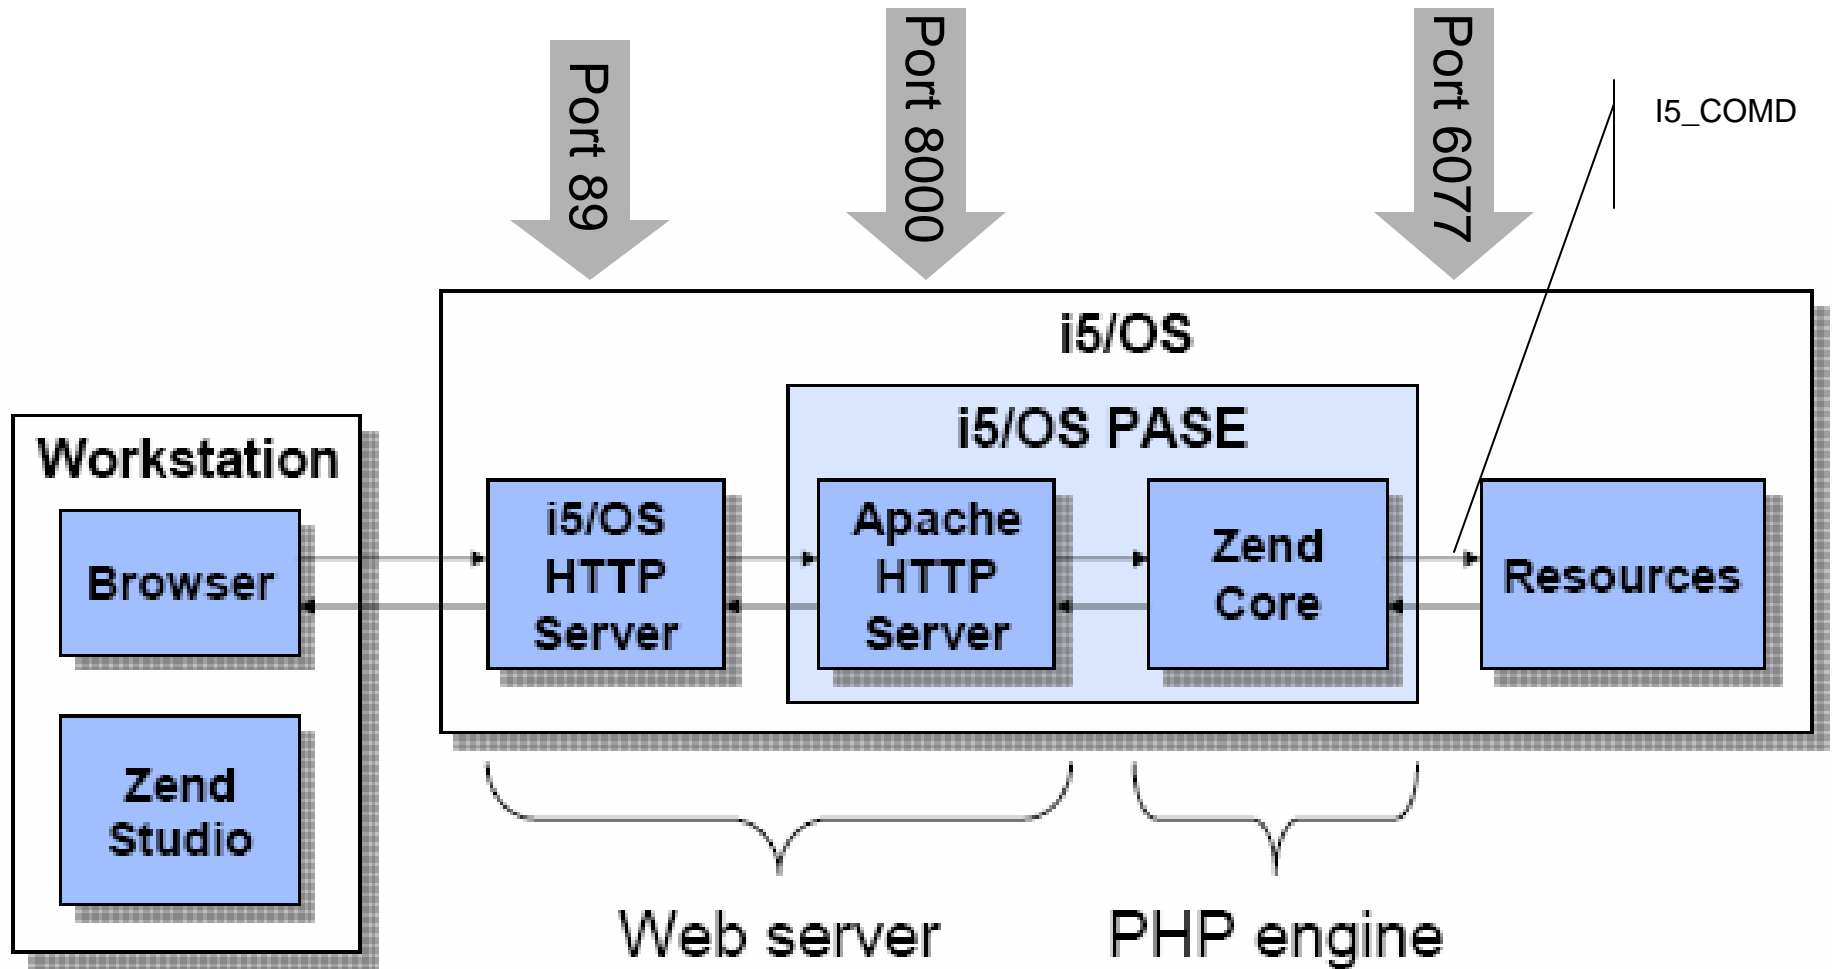 Port 89
Port 8000
Port 6077
I5_COMD
i5/OS
i5/OS PASE
Workstation
Browser
i5/OS
HTTP
Server
Apache
HTTP
Server
Zend
Core
Resources
Zend
Studio
Web server
PHP engine